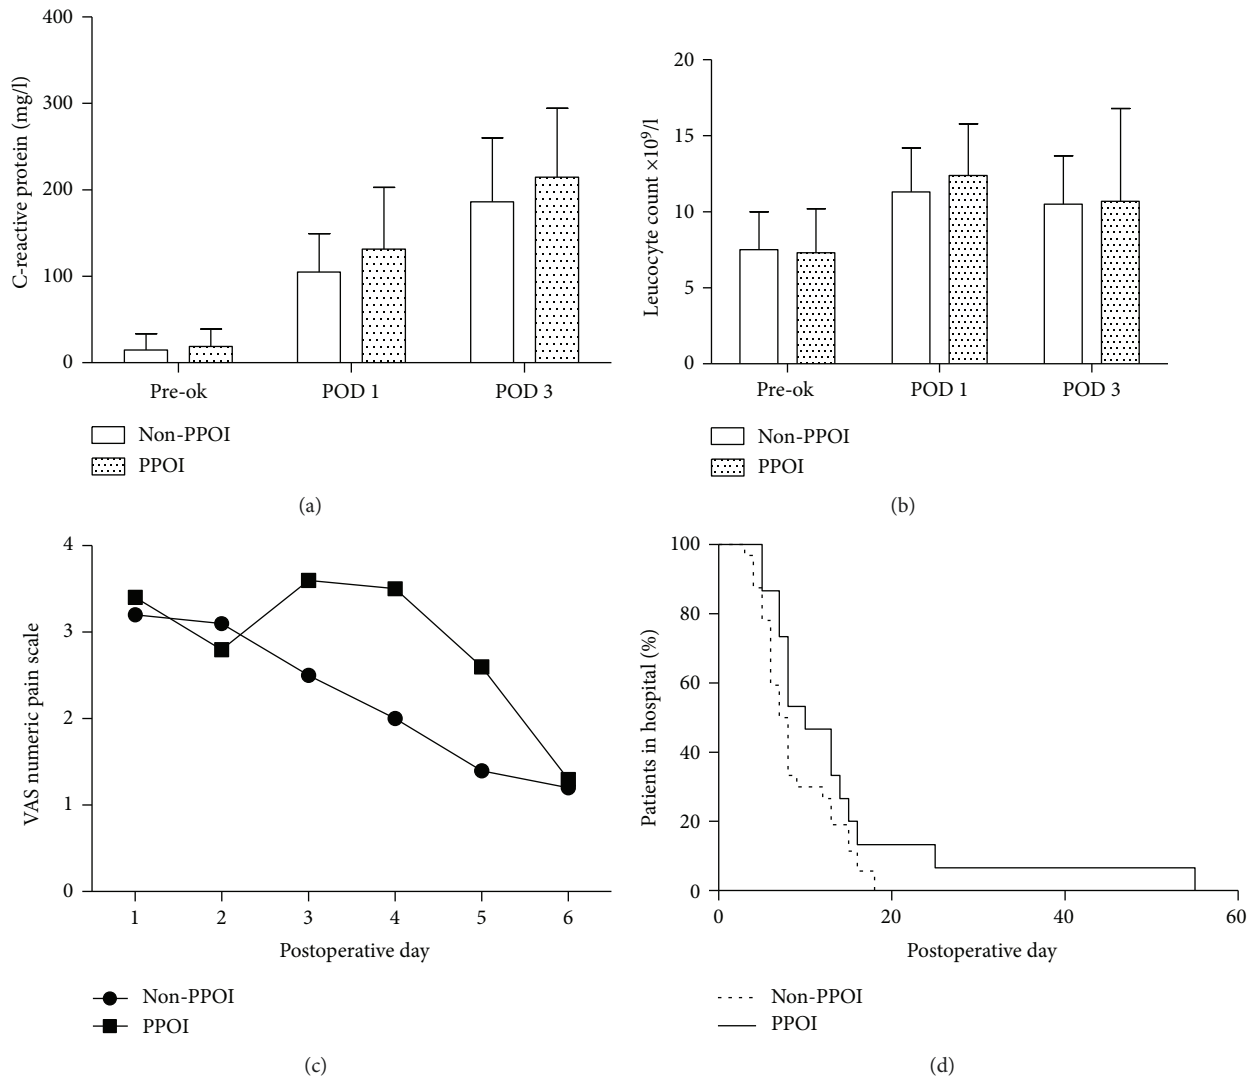 C-reactive protein (mg/l)
400
300
200
100
0
Pre-ok
POD 1
POD 3
Non-PPOI
PPOI
(a)
Leucocyte count ×10⁹/l
20
15
10
5
0
Pre-ok
POD 1
POD 3
Non-PPOI
PPOI
(b)
VAS numeric pain scale
4
3
2
1
0
1 2 3 4 5 6
Postoperative day
Non-PPOI
PPOI
(c)
Patients in hospital (%)
100
80
60
40
20
0
0 20 40 60
Postoperative day
Non-PPOI
PPOI
(d)